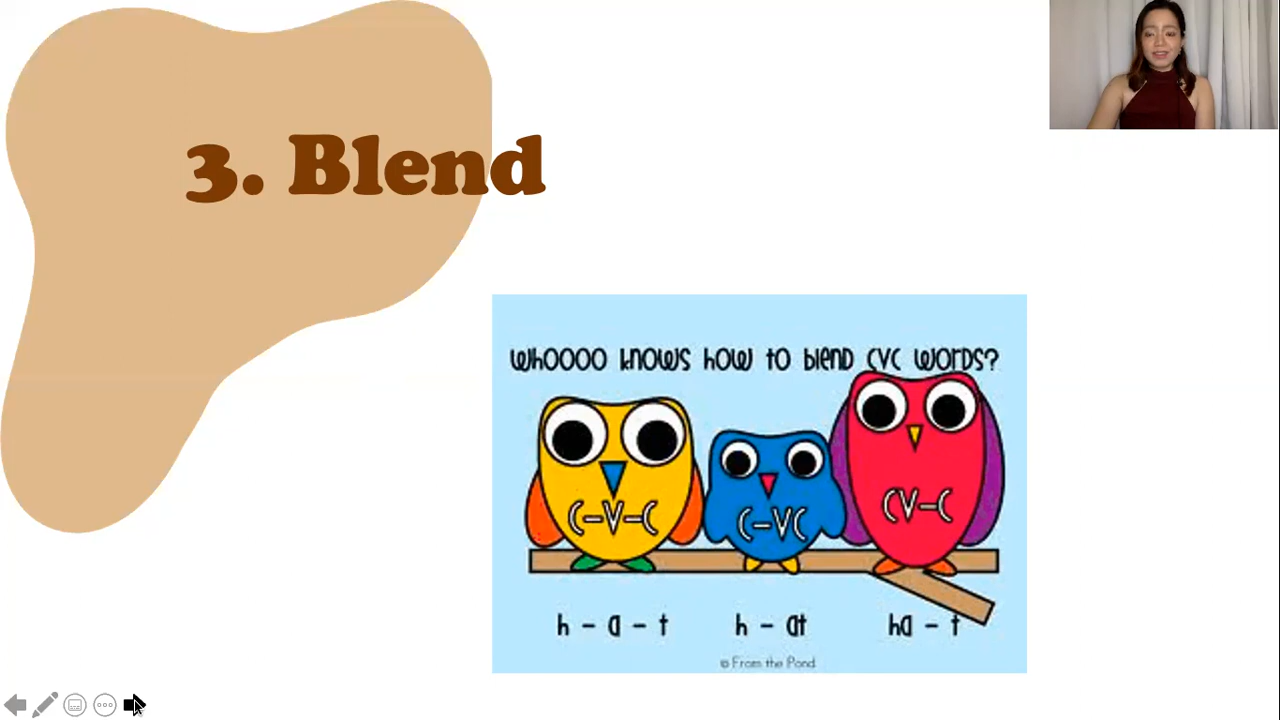 3. Blend
Whoooo knows how to blend CVC words?
C-V-C
C-VC
CV-C
h - a - t
h - at
ha - t
© From the Pond